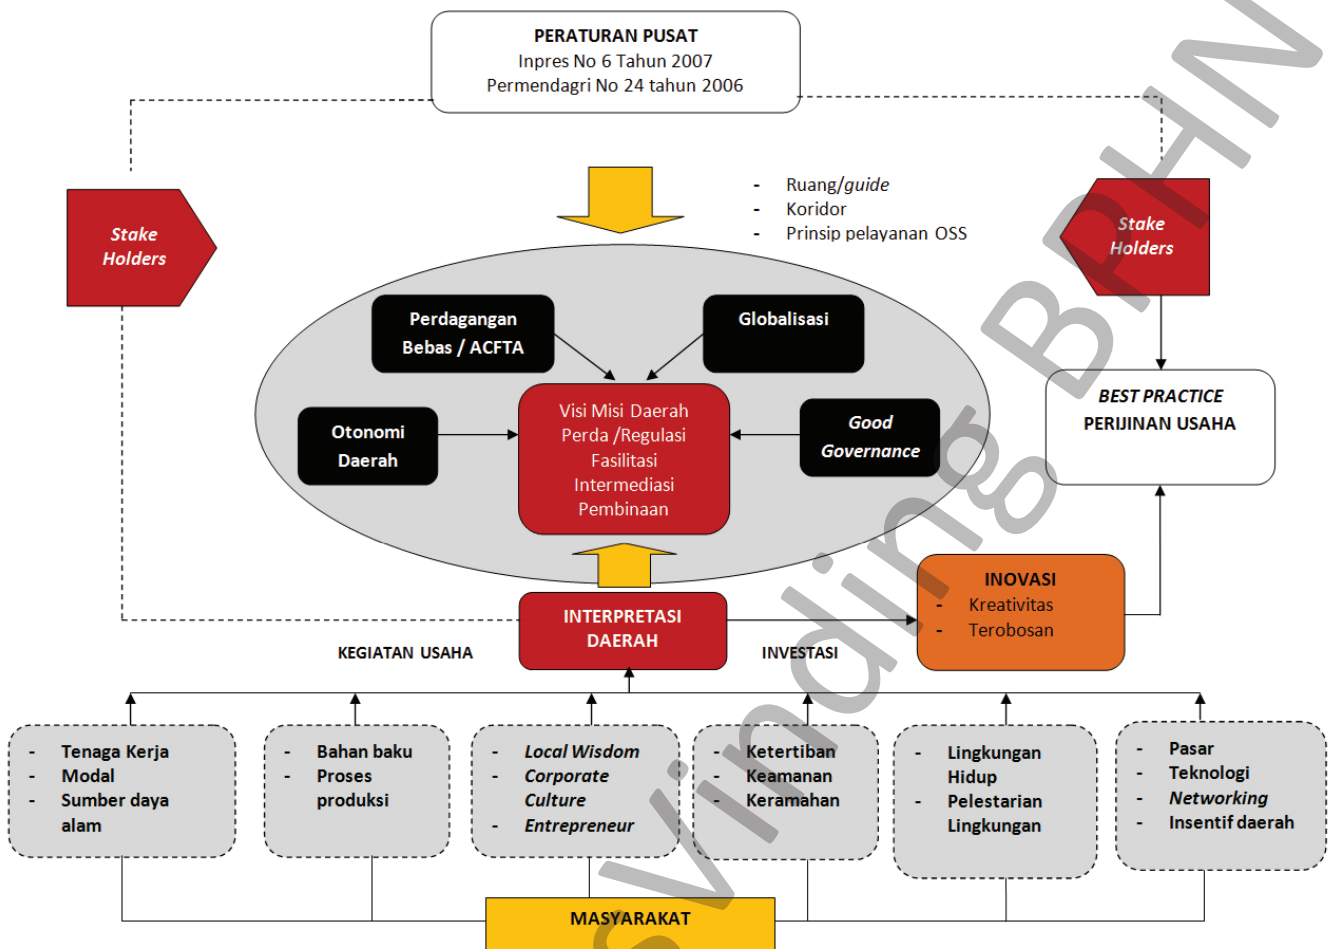 PERATURAN PUSAT
Inpres No 6 Tahun 2007
Permendagri No 24 tahun 2006
- Ruang/guide
- Koridor
- Prinsip pelayanan OSS
Stake
Holders
Stake
Holders
Perdagangan
Bebas / ACFTA
Globalisasi
Otonomi
Daerah
Visi Misi Daerah
Perda /Regulasi
Fasilitasi
Intermediasi
Pembinaan
Good
Governance
BEST PRACTICE
PERIJINAN USAHA
INTERPRETASI
DAERAH
INOVASI
- Kreativitas
- Terobosan
KEGIATAN USAHA
INVESTASI
- Tenaga Kerja
- Modal
- Sumber daya
alam
- Bahan baku
- Proses
produksi
- Local Wisdom
- Corporate
Culture
- Entrepreneur
- Ketertiban
- Keamanan
- Keramahan
- Lingkungan
Hidup
- Pelestarian
Lingkungan
- Pasar
- Teknologi
- Networking
- Insentif daerah
MASYARAKAT
sVinding BPHN